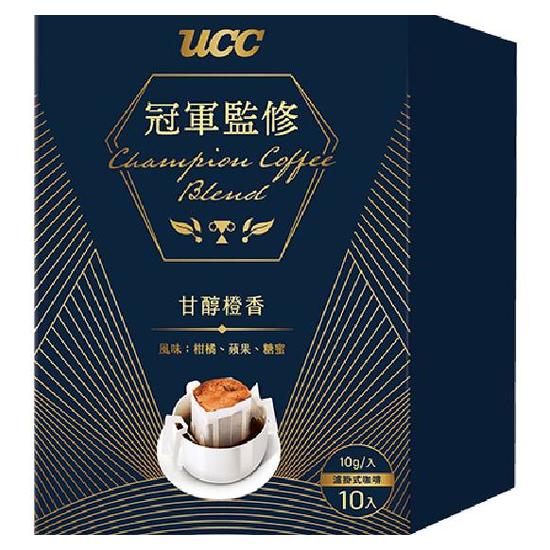 UCC
冠軍監修
Champion Coffee
Blend
甘醇橙香
風味：柑橘、蘋果、糖蜜
10g/入
濾掛式咖啡
10入